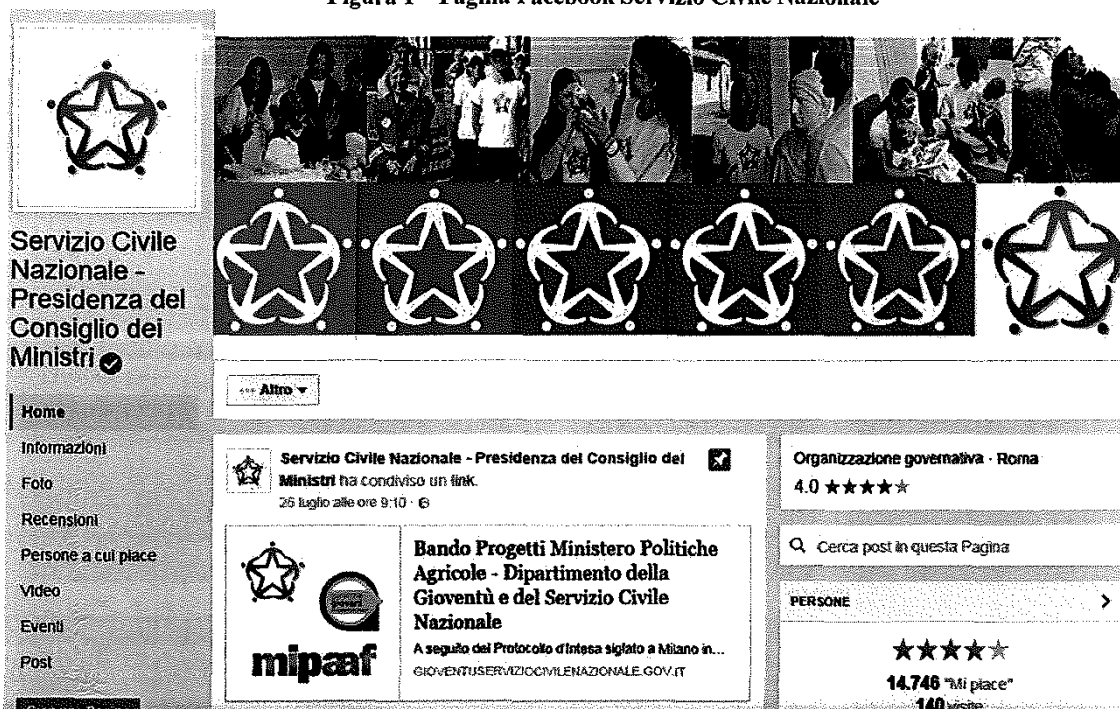 Figura 1 - Pagina Facebook Servizio Civile Nazionale
Servizio Civile
Nazionale -
Presidenza del
Consiglio dei
Ministri
Home
Informazioni
Foto
Recensioni
Persone a cui piace
Video
Eventi
Post
Altro
Servizio Civile Nazionale - Presidenza del Consiglio dei
Ministri ha condiviso un link.
26 luglio alle ore 9:10
mipaaf
Bando Progetti Ministero Politiche
Agricole - Dipartimento della
Gioventù e del Servizio Civile
Nazionale
A seguito del Protocollo d'Intesa siglato a Milano in...
GIOVENTUSERVIZIOCIVILENAZIONALE.GOV.IT
Organizzazione governativa · Roma
4.0 ★★★★☆
Cerca post in questa Pagina
PERSONE
14.746 "Mi piace"
140 visite